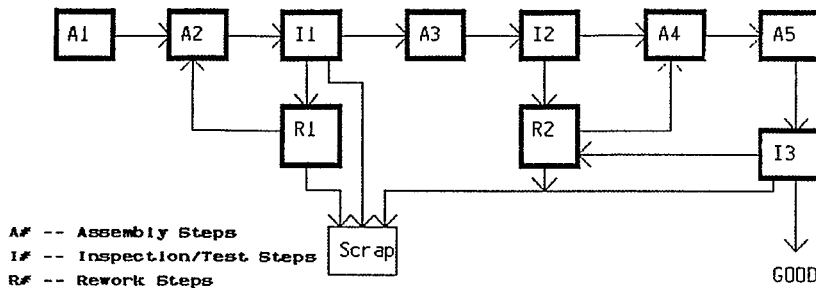 A1 A2 I1 A3 I2 A4 A5
R1 R2 I3
A# -- Assembly Steps
Scrap
I# -- Inspection/Test Steps
R# -- Rework Steps
GOOD